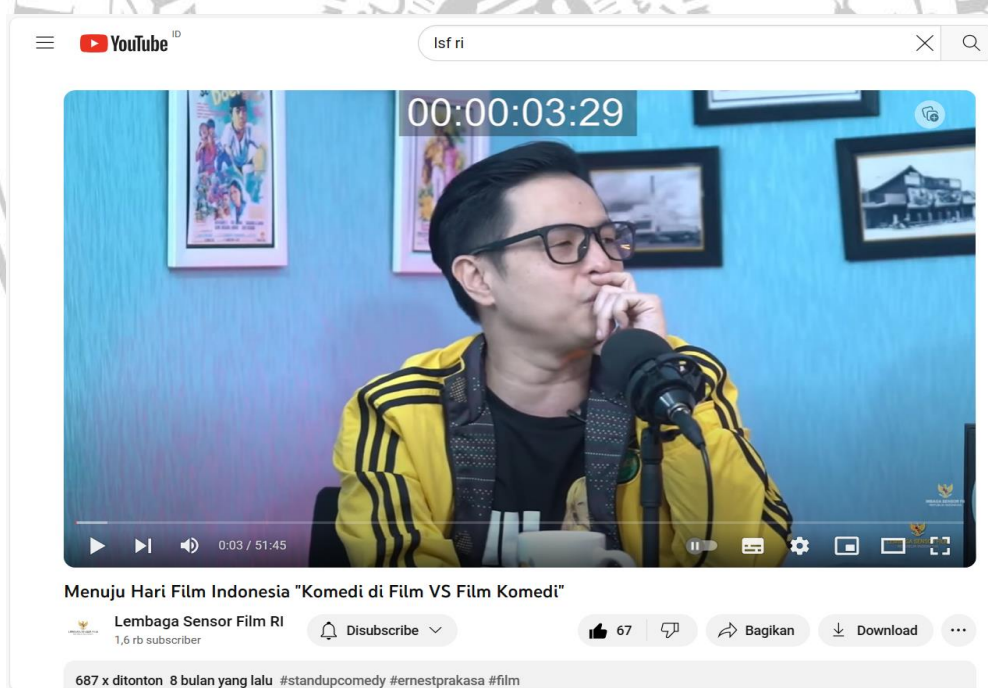 YouTube ID
lsf ri
00:00:03:29
0:03 / 51:45
Menuju Hari Film Indonesia "Komedi di Film VS Film Komedi"
Lembaga Sensor Film RI
1,6 rb subscriber
Disubscribe
67
Bagikan
Download
687 x ditonton 8 bulan yang lalu #standupcomedy #ernestprakasa #film